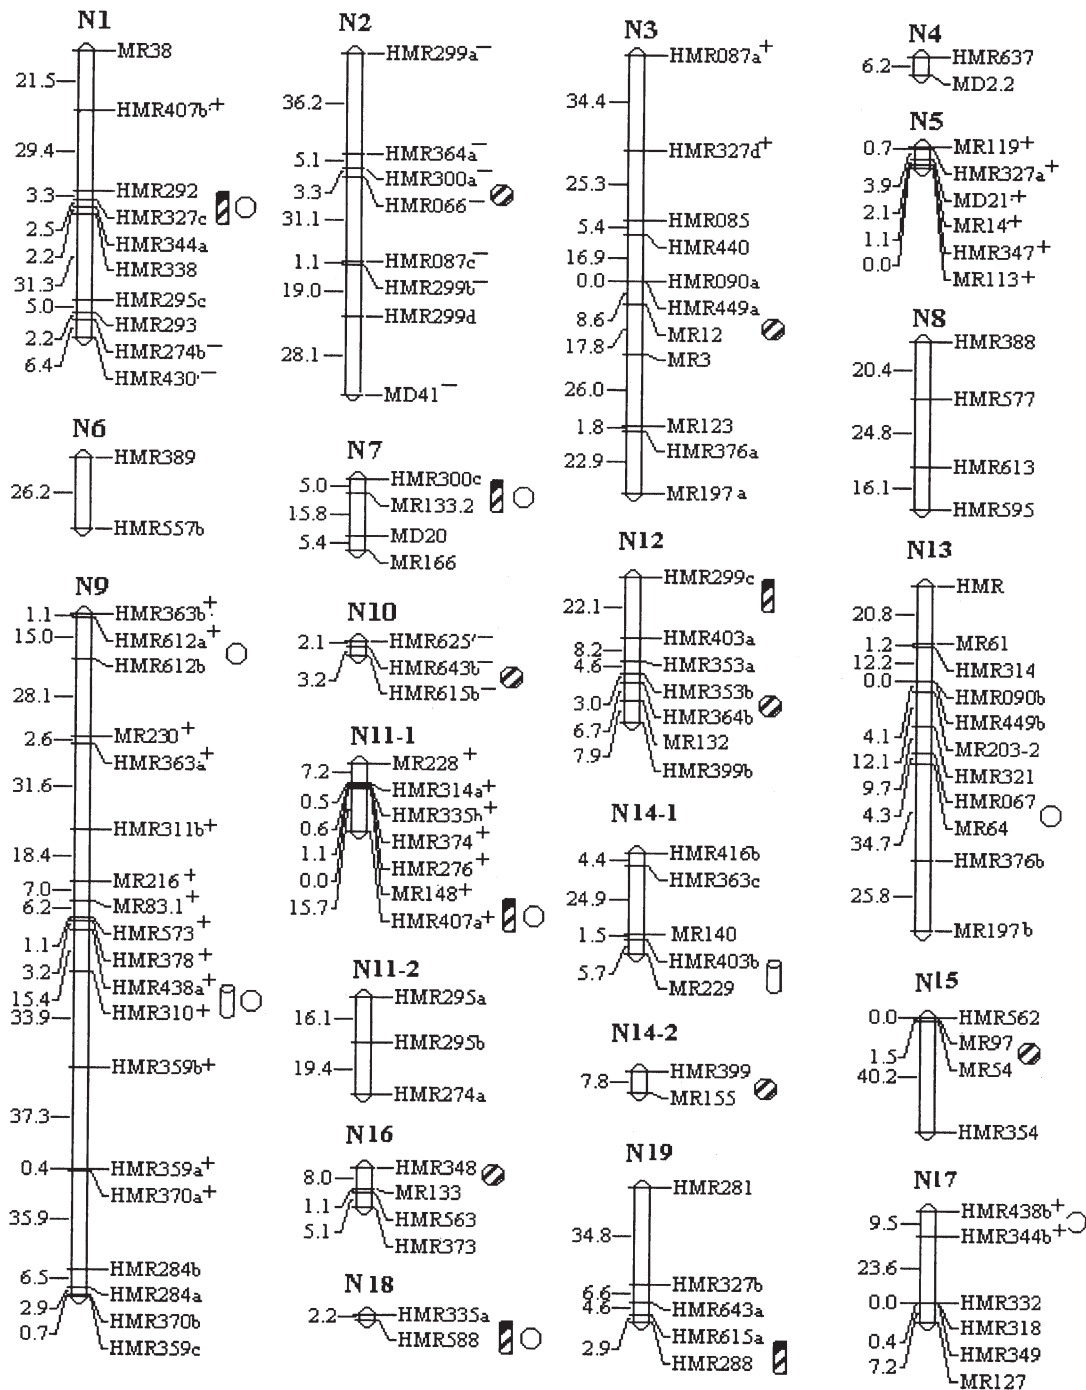 N1
MR38
21.5
HMR407b+
29.4
HMR292
3.3
HMR327c
2.5
HMR344a
2.2
HMR338
31.3
HMR295c
5.0
HMR293
2.2
HMR274b−
6.4
HMR430−
N2
HMR299a−
36.2
HMR364a−
5.1
HMR300a−
3.3
HMR066−
31.1
HMR087c−
1.1
HMR299b−
19.0
HMR299d
28.1
MD41−
N3
HMR087a+
34.4
HMR327d+
25.3
HMR085
5.4
HMR440
16.9
HMR090a
0.0
HMR449a
8.6
MR12
17.8
MR3
26.0
MR123
1.8
HMR376a
22.9
MR197a
N4
HMR637
6.2
MD2.2
N5
MR119+
0.7
HMR327a+
3.9
MD21+
2.1
MR14+
1.1
HMR347+
0.0
MR113+
N6
HMR389
26.2
HMR557b
N7
HMR300c
5.0
MR133.2
15.8
MD20
5.4
MR166
N8
HMR388
20.4
HMR577
24.8
HMR613
16.1
HMR595
N9
HMR363b+
1.1
HMR612a+
15.0
HMR612b
28.1
MR230+
2.6
HMR363a+
31.6
HMR311b+
18.4
MR216+
7.0
MR83.1+
6.2
HMR573+
1.1
HMR378+
3.2
HMR438a+
15.4
HMR310+
33.9
HMR359b+
37.3
HMR359a+
0.4
HMR370a+
35.9
HMR284b
6.5
HMR284a
2.9
HMR370b
0.7
HMR359c
N10
HMR625−
2.1
HMR643b−
3.2
HMR615b−
N11-1
MR228+
7.2
HMR314a+
0.5
HMR335h+
0.6
HMR374+
1.1
HMR276+
0.0
MR148+
15.7
HMR407a+
N11-2
HMR295a
16.1
HMR295b
19.4
HMR274a
N12
HMR299c
22.1
HMR403a
8.2
HMR353a
4.6
HMR353b
3.0
HMR364b
6.7
MR132
7.9
HMR399b
N13
HMR
20.8
MR61
1.2
HMR314
12.2
HMR090b
0.0
HMR449b
4.1
MR203-2
12.1
HMR321
9.7
HMR067
4.3
MR64
34.7
HMR376b
25.8
MR197b
N14-1
HMR416b
4.4
HMR363c
24.9
MR140
1.5
HMR403b
5.7
MR229
N14-2
HMR399
7.8
MR155
N15
HMR562
0.0
MR97
1.5
MR54
40.2
HMR354
N16
HMR348
8.0
MR133
1.1
HMR563
5.1
HMR373
N17
HMR438b+
9.5
HMR344b+
23.6
HMR332
0.0
HMR318
0.4
HMR349
7.2
MR127
N18
HMR335a
2.2
HMR588
N19
HMR281
34.8
HMR327b
6.6
HMR643a
4.6
HMR615a
2.9
HMR288